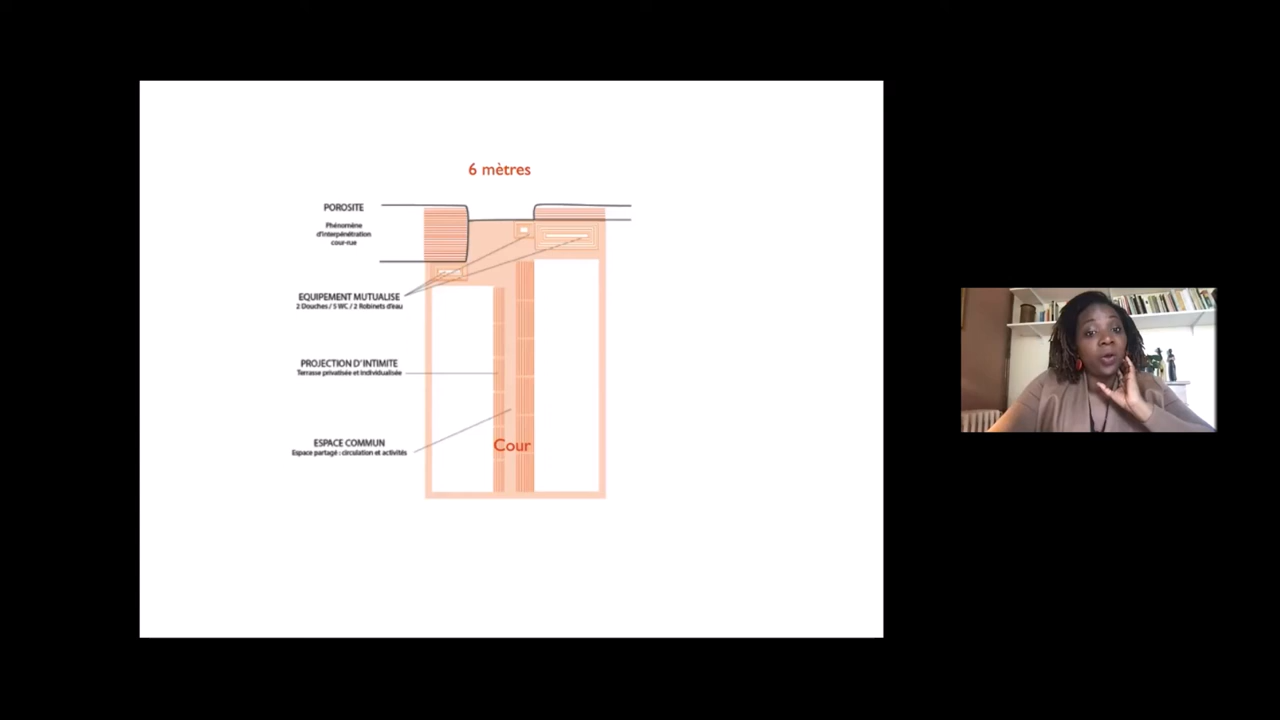 6 mètres
POROSITE
Phénomène
d'interpénétration
cour-rue
EQUIPEMENT MUTUALISE
2 Douches / 5 WC / 2 Robinets d'eau
PROJECTION D'INTIMITE
Terrasse privatisée et individualisée
ESPACE COMMUN
Espace partagé : circulation et activités
Cour